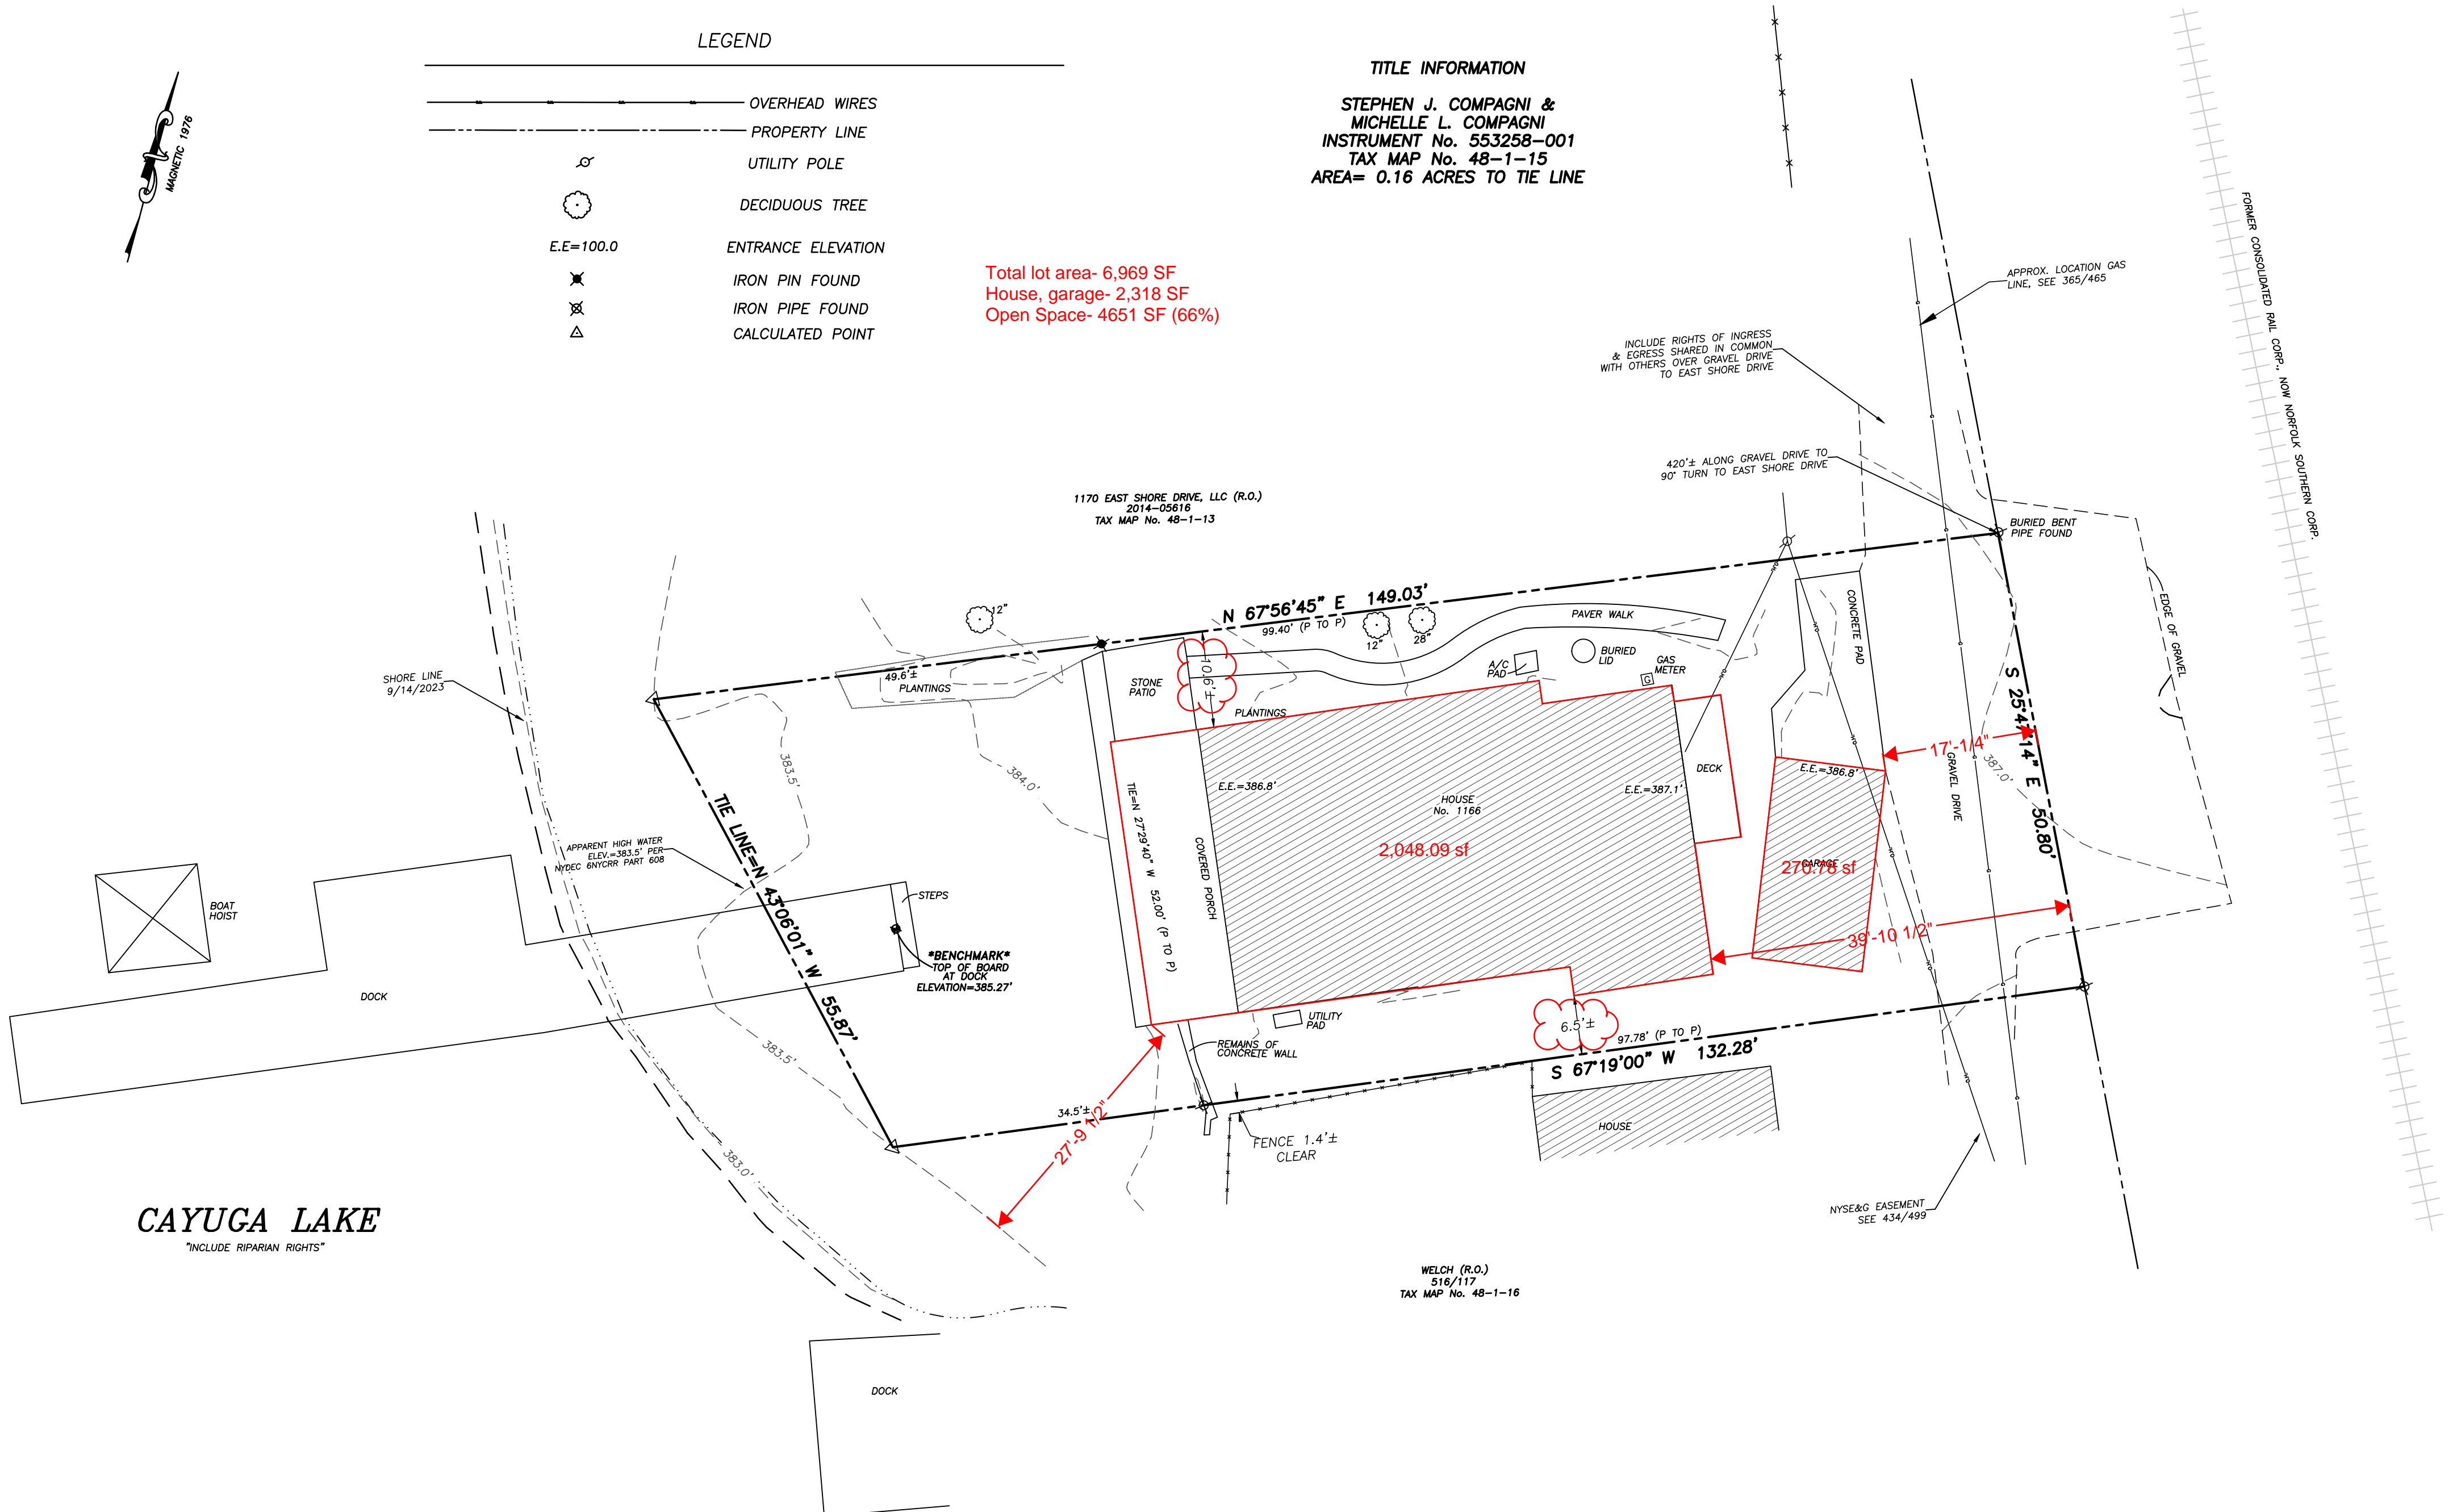 LEGEND
OVERHEAD WIRES
PROPERTY LINE
UTILITY POLE
DECIDUOUS TREE
E.E=100.0 ENTRANCE ELEVATION
IRON PIN FOUND
IRON PIPE FOUND
CALCULATED POINT
MAGNETIC 1976
TITLE INFORMATION
STEPHEN J. COMPAGNI &
MICHELLE L. COMPAGNI
INSTRUMENT No. 553258-001
TAX MAP No. 48-1-15
AREA= 0.16 ACRES TO TIE LINE
Total lot area- 6,969 SF
House, garage- 2,318 SF
Open Space- 4651 SF (66%)
FORMER CONSOLIDATED RAIL CORP., NOW NORFOLK SOUTHERN CORP.
APPROX. LOCATION GAS
LINE, SEE 365/465
INCLUDE RIGHTS OF INGRESS
& EGRESS SHARED IN COMMON
WITH OTHERS OVER GRAVEL DRIVE
TO EAST SHORE DRIVE
420'± ALONG GRAVEL DRIVE TO
90° TURN TO EAST SHORE DRIVE
1170 EAST SHORE DRIVE, LLC (R.O.)
2014-05616
TAX MAP No. 48-1-13
BURIED BENT
PIPE FOUND
EDGE OF GRAVEL
N 67°56'45" E 149.03'
99.40' (P TO P)
12"
12"
28"
PAVER WALK
CONCRETE PAD
BURIED
LID
A/C
PAD
GAS
METER
G
SHORE LINE
9/14/2023
49.6'±
PLANTINGS
STONE
PATIO
10.6'±
PLANTINGS
S 25°47'14" E 50.80'
17'-1/4"
387.0'
GRAVEL DRIVE
383.5'
384.0'
E.E.=386.8'
E.E.=387.1'
DECK
E.E.=386.8'
HOUSE
No. 1166
2,048.09 sf
GARAGE
270.78 sf
TIE=N 27°29'40" W 52.00' (P TO P)
COVERED PORCH
TIE LINE=N 43°06'01" W 55.87'
APPARENT HIGH WATER
ELEV.=383.5' PER
NYDEC 6NYCRR PART 608
BOAT
HOIST
STEPS
*BENCHMARK*
TOP OF BOARD
AT DOCK
ELEVATION=385.27'
DOCK
39'-10 1/2"
UTILITY
PAD
6.5'±
97.78' (P TO P)
S 67°19'00" W 132.28'
REMAINS OF
CONCRETE WALL
383.5'
34.5'±
27'-9 1/2"
FENCE 1.4'±
CLEAR
HOUSE
383.0'
NYSE&G EASEMENT
SEE 434/499
CAYUGA LAKE
"INCLUDE RIPARIAN RIGHTS"
WELCH (R.O.)
516/117
TAX MAP No. 48-1-16
DOCK